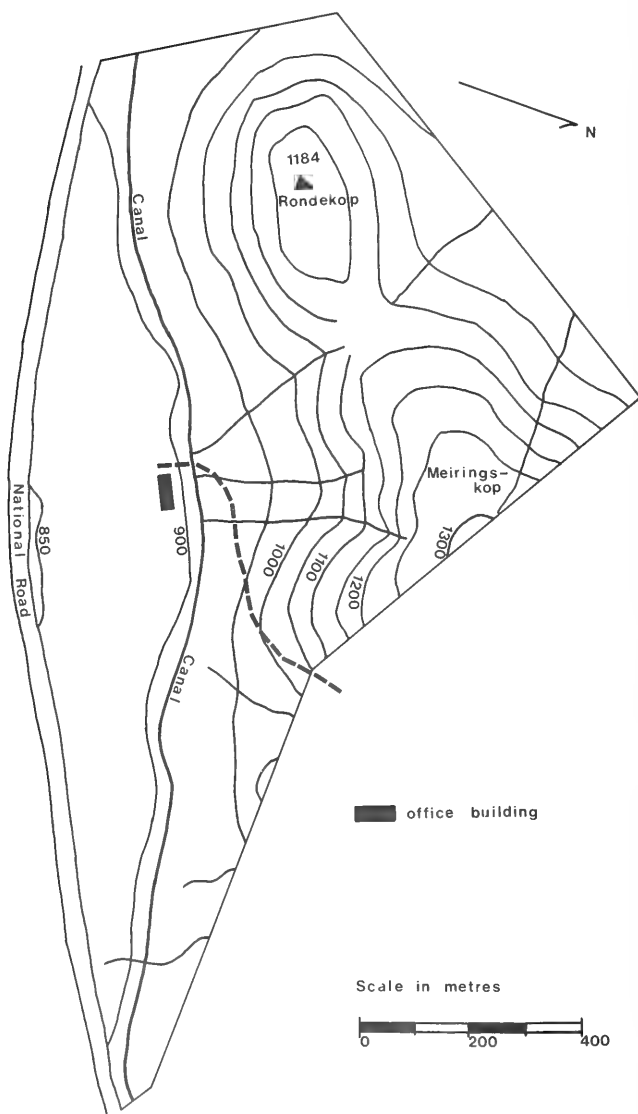 1184
Rondekop
N
Canal
Meirings-
kop
National Road
850
900
1000
1100
1200
1300
Canal
office building
Scale in metres
0 200 400